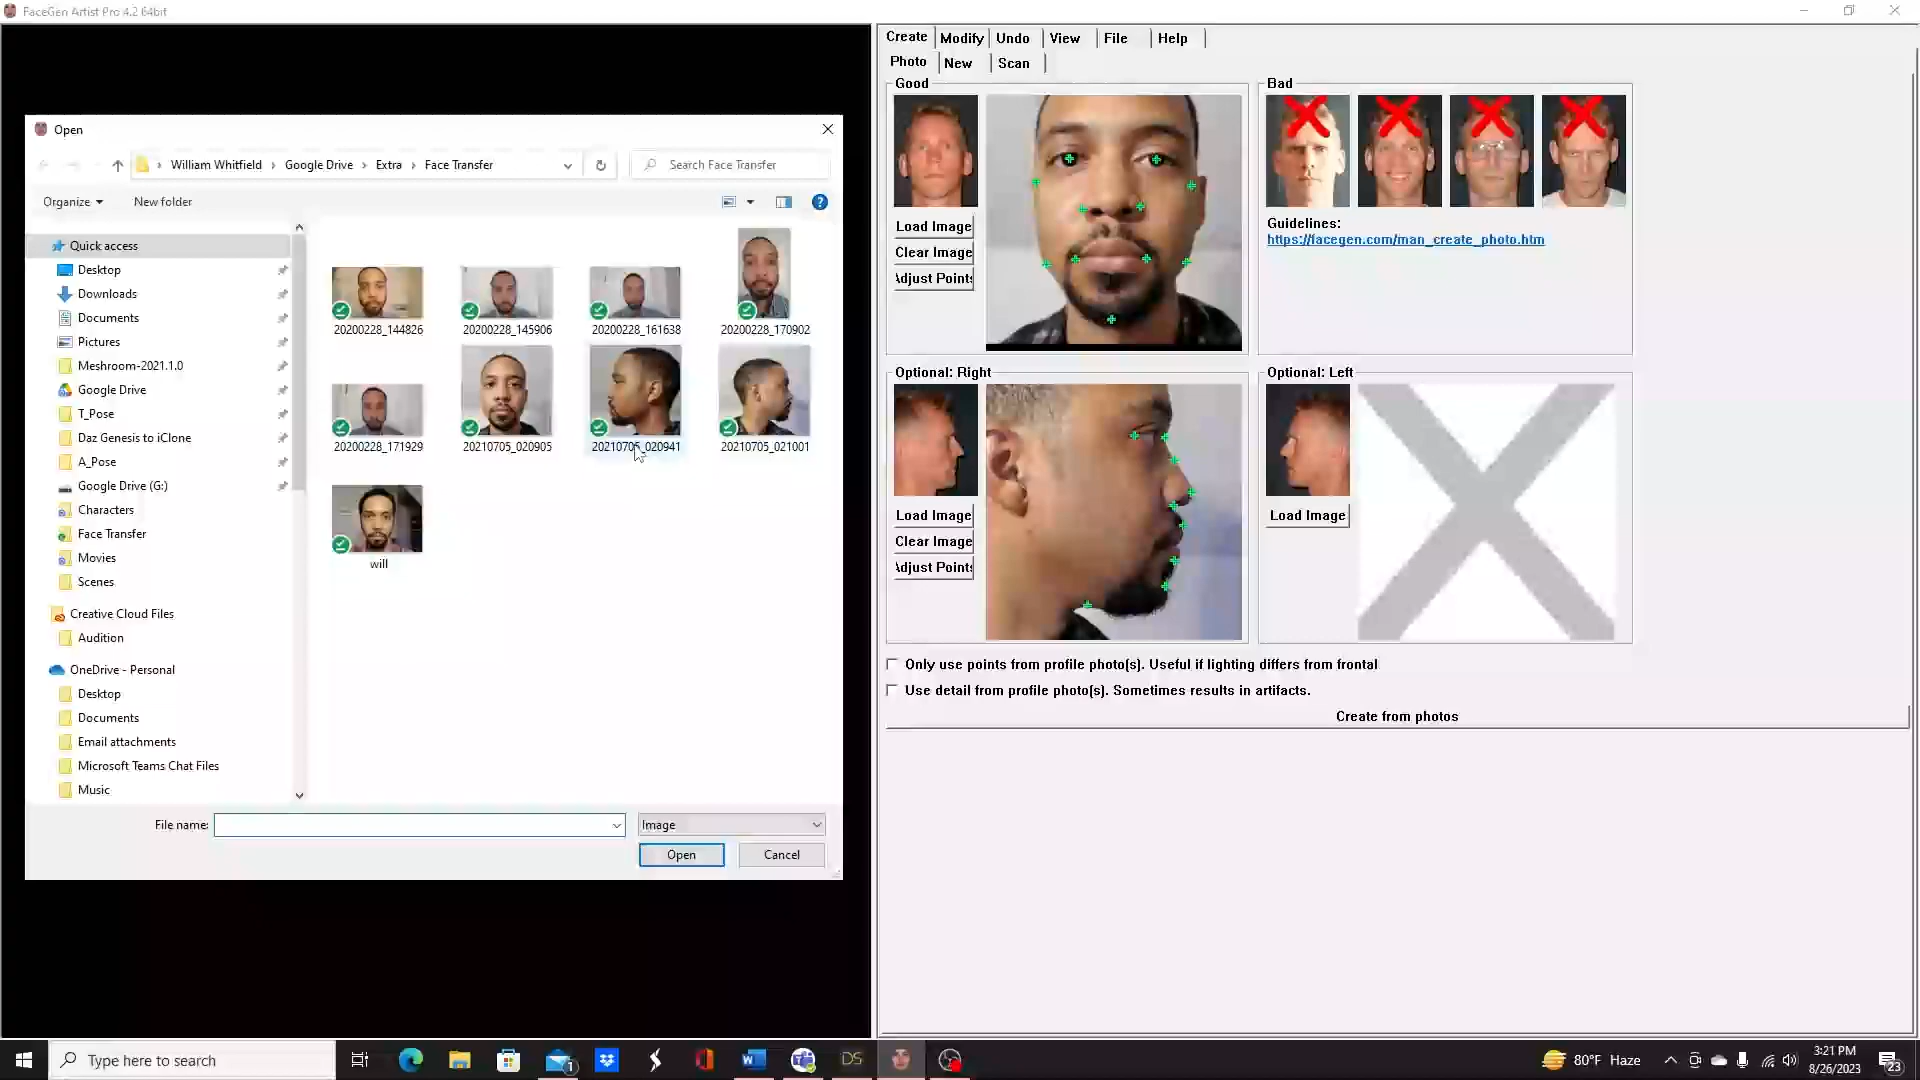 FaceGen Artist Pro 4.2 64bit
Open
William Whitfield > Google Drive > Extra > Face Transfer
Search Face Transfer
Organize
New folder
Quick access
Desktop
Downloads
Documents
Pictures
Meshroom-2021.1.0
Google Drive
T_Pose
Daz Genesis to iClone
A_Pose
Google Drive (G:)
Characters
Face Transfer
Movies
Scenes
Creative Cloud Files
Audition
OneDrive - Personal
Desktop
Documents
Email attachments
Microsoft Teams Chat Files
Music
20200228_144826
20200228_145906
20200228_161638
20200228_170902
20200228_171929
20210705_020905
20210705_020941
20210705_021001
will
File name:
Image
Open
Cancel
Create
Modify
Undo
View
File
Help
Photo
New
Scan
Good
Load Image
Clear Image
Adjust Points
Bad
Guidelines:
https://facegen.com/man_create_photo.htm
Optional: Right
Load Image
Clear Image
Adjust Points
Optional: Left
Load Image
Only use points from profile photo(s). Useful if lighting differs from frontal
Use detail from profile photo(s). Sometimes results in artifacts.
Create from photos
Type here to search
1
W
DS
80°F Haze
3:21 PM
8/26/2023
23